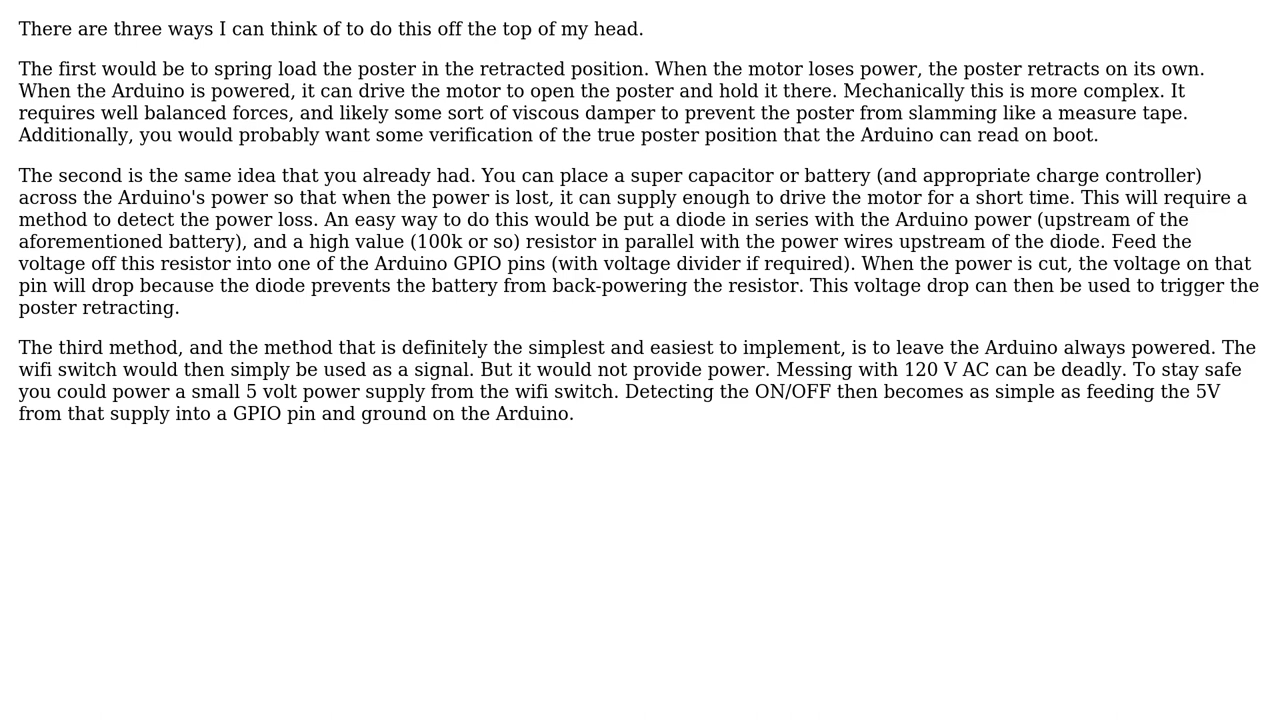 There are three ways I can think of to do this off the top of my head.
The first would be to spring load the poster in the retracted position. When the motor loses power, the poster retracts on its own.
When the Arduino is powered, it can drive the motor to open the poster and hold it there. Mechanically this is more complex. It
requires well balanced forces, and likely some sort of viscous damper to prevent the poster from slamming like a measure tape.
Additionally, you would probably want some verification of the true poster position that the Arduino can read on boot.
The second is the same idea that you already had. You can place a super capacitor or battery (and appropriate charge controller)
across the Arduino's power so that when the power is lost, it can supply enough to drive the motor for a short time. This will require a
method to detect the power loss. An easy way to do this would be put a diode in series with the Arduino power (upstream of the
aforementioned battery), and a high value (100k or so) resistor in parallel with the power wires upstream of the diode. Feed the
voltage off this resistor into one of the Arduino GPIO pins (with voltage divider if required). When the power is cut, the voltage on that
pin will drop because the diode prevents the battery from back-powering the resistor. This voltage drop can then be used to trigger the
poster retracting.
The third method, and the method that is definitely the simplest and easiest to implement, is to leave the Arduino always powered. The
wifi switch would then simply be used as a signal. But it would not provide power. Messing with 120 V AC can be deadly. To stay safe
you could power a small 5 volt power supply from the wifi switch. Detecting the ON/OFF then becomes as simple as feeding the 5V
from that supply into a GPIO pin and ground on the Arduino.